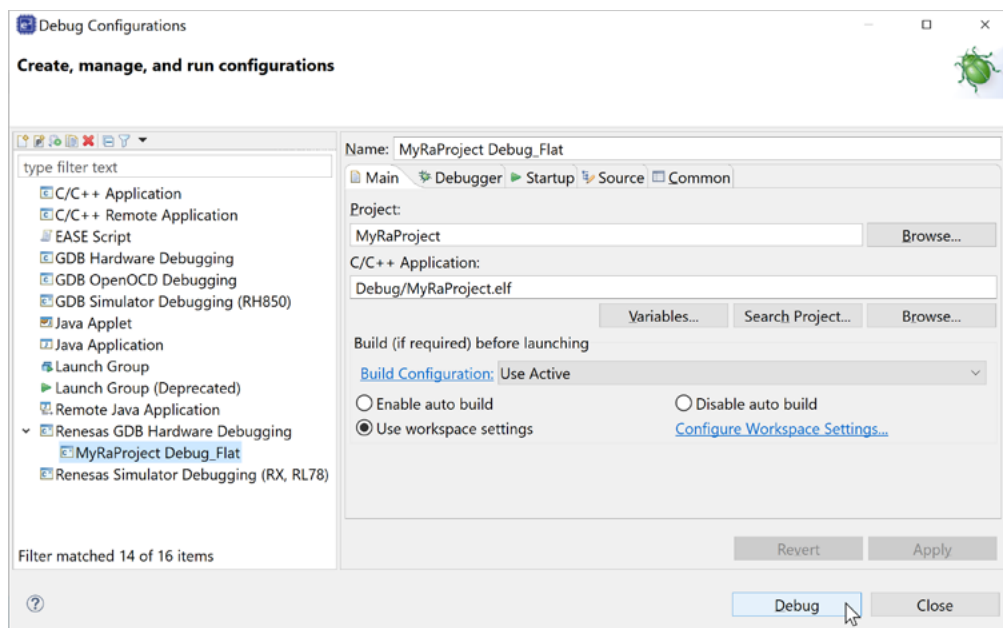 Debug Configurations
Create, manage, and run configurations
type filter text
C/C++ Application
C/C++ Remote Application
EASE Script
GDB Hardware Debugging
GDB OpenOCD Debugging
GDB Simulator Debugging (RH850)
Java Applet
Java Application
Launch Group
Launch Group (Deprecated)
Remote Java Application
Renesas GDB Hardware Debugging
MyRaProject Debug_Flat
Renesas Simulator Debugging (RX, RL78)
Filter matched 14 of 16 items
Name: MyRaProject Debug_Flat
Main Debugger Startup Source Common
Project:
MyRaProject Browse...
C/C++ Application:
Debug/MyRaProject.elf
Variables... Search Project... Browse...
Build (if required) before launching
Build Configuration: Use Active
Enable auto build Disable auto build
Use workspace settings Configure Workspace Settings...
Revert Apply
? Debug Close